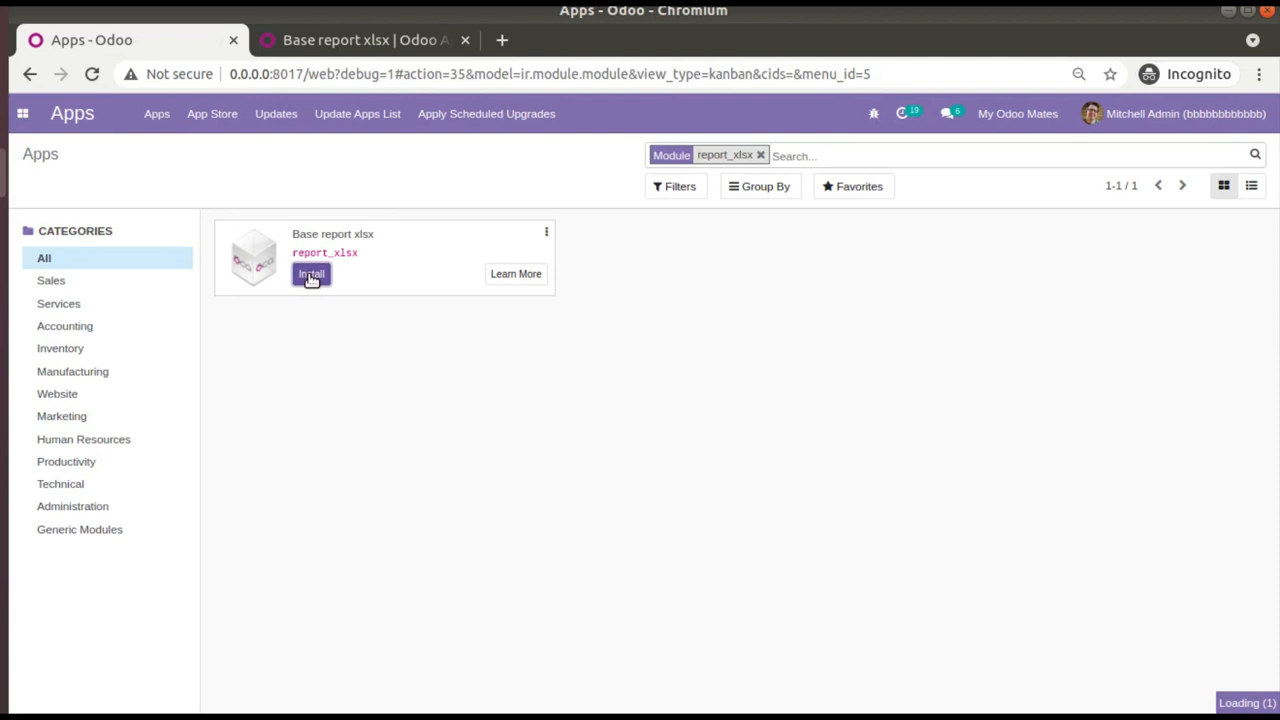 Apps - Odoo - Chromium
Apps - Odoo
Base report xlsx | Odoo A
Not secure
0.0.0.0:8017/web?debug=1#action=35&model=ir.module.module&view_type=kanban&cids=&menu_id=5
Incognito
Apps
Apps
App Store
Updates
Update Apps List
Apply Scheduled Upgrades
19
6
My Odoo Mates
Mitchell Admin (bbbbbbbbbbbb)
Apps
Module report_xlsx
Search...
Filters
Group By
Favorites
1-1 / 1
CATEGORIES
All
Sales
Services
Accounting
Inventory
Manufacturing
Website
Marketing
Human Resources
Productivity
Technical
Administration
Generic Modules
Base report xlsx
report_xlsx
Install
Learn More
Loading (1)